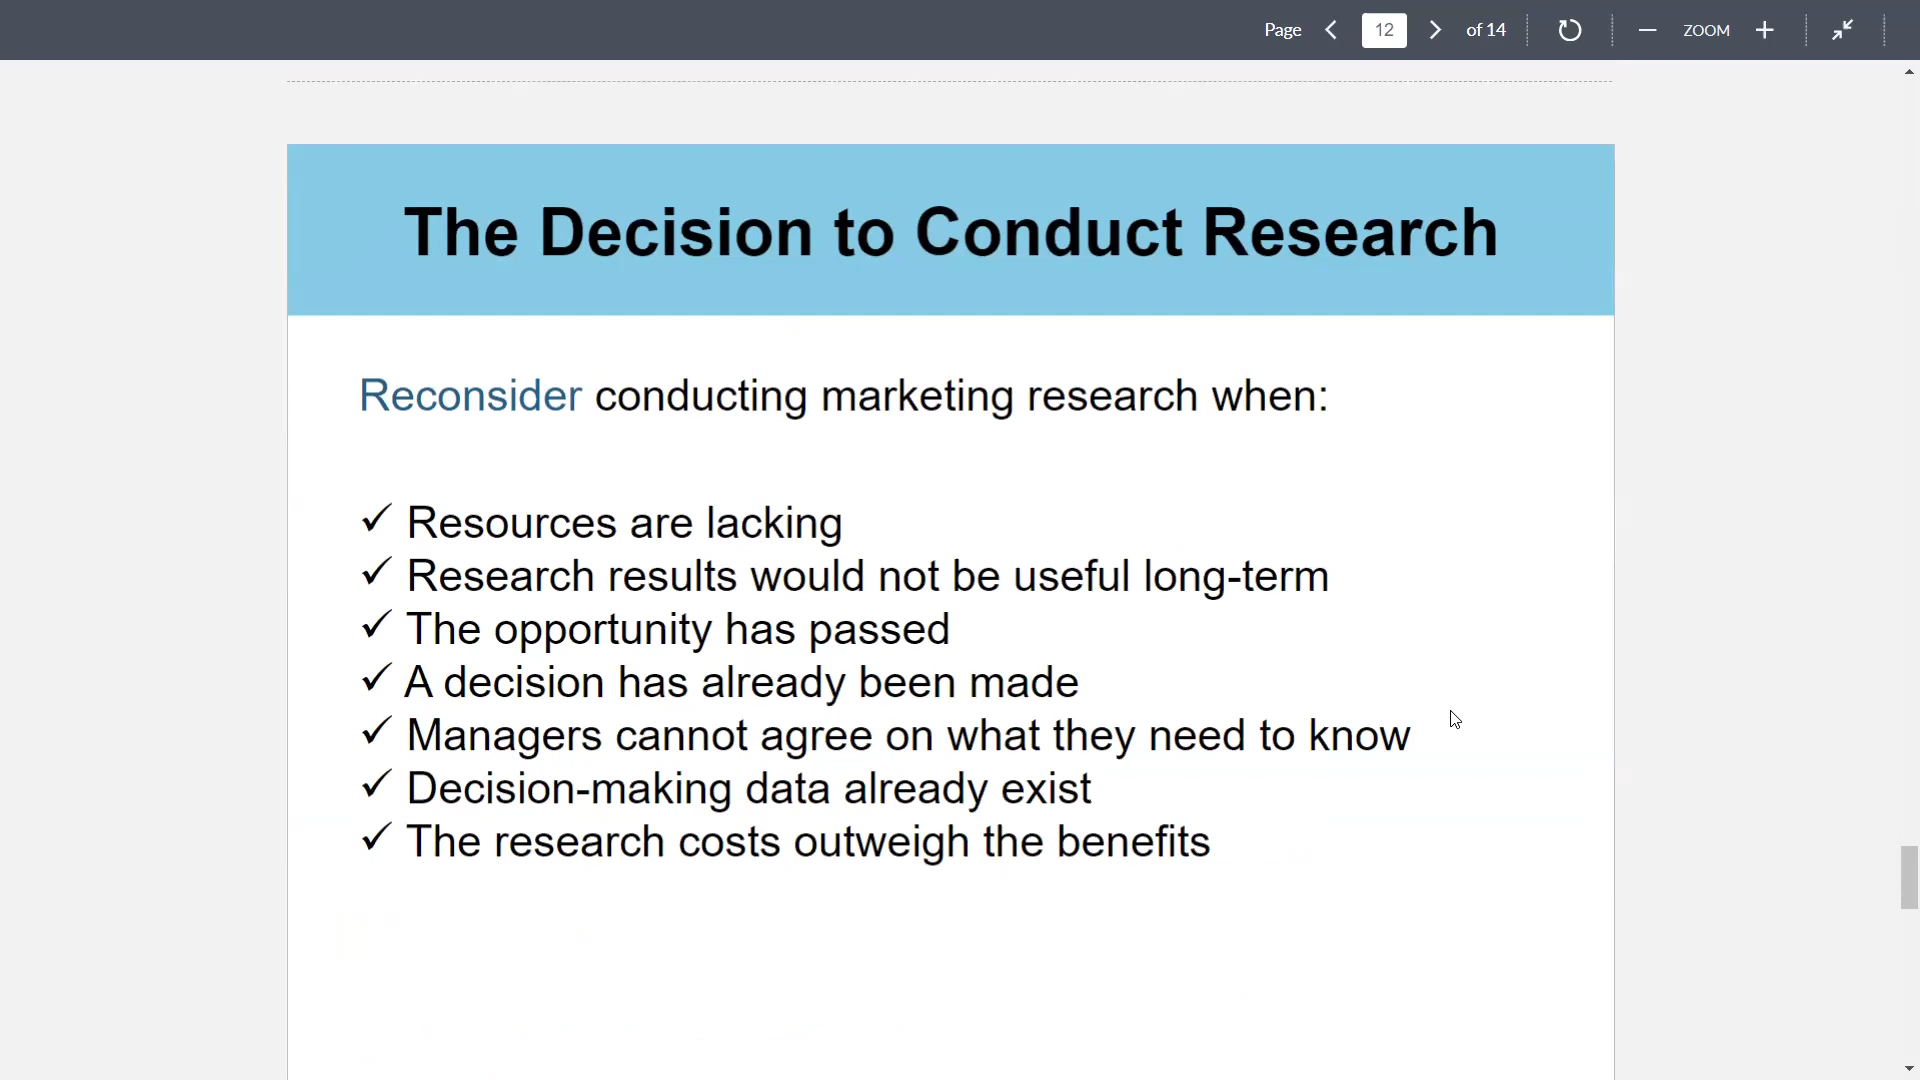 Page 12 of 14 ZOOM
The Decision to Conduct Research
Reconsider conducting marketing research when:
✓ Resources are lacking
✓ Research results would not be useful long-term
✓ The opportunity has passed
✓ A decision has already been made
✓ Managers cannot agree on what they need to know
✓ Decision-making data already exist
✓ The research costs outweigh the benefits